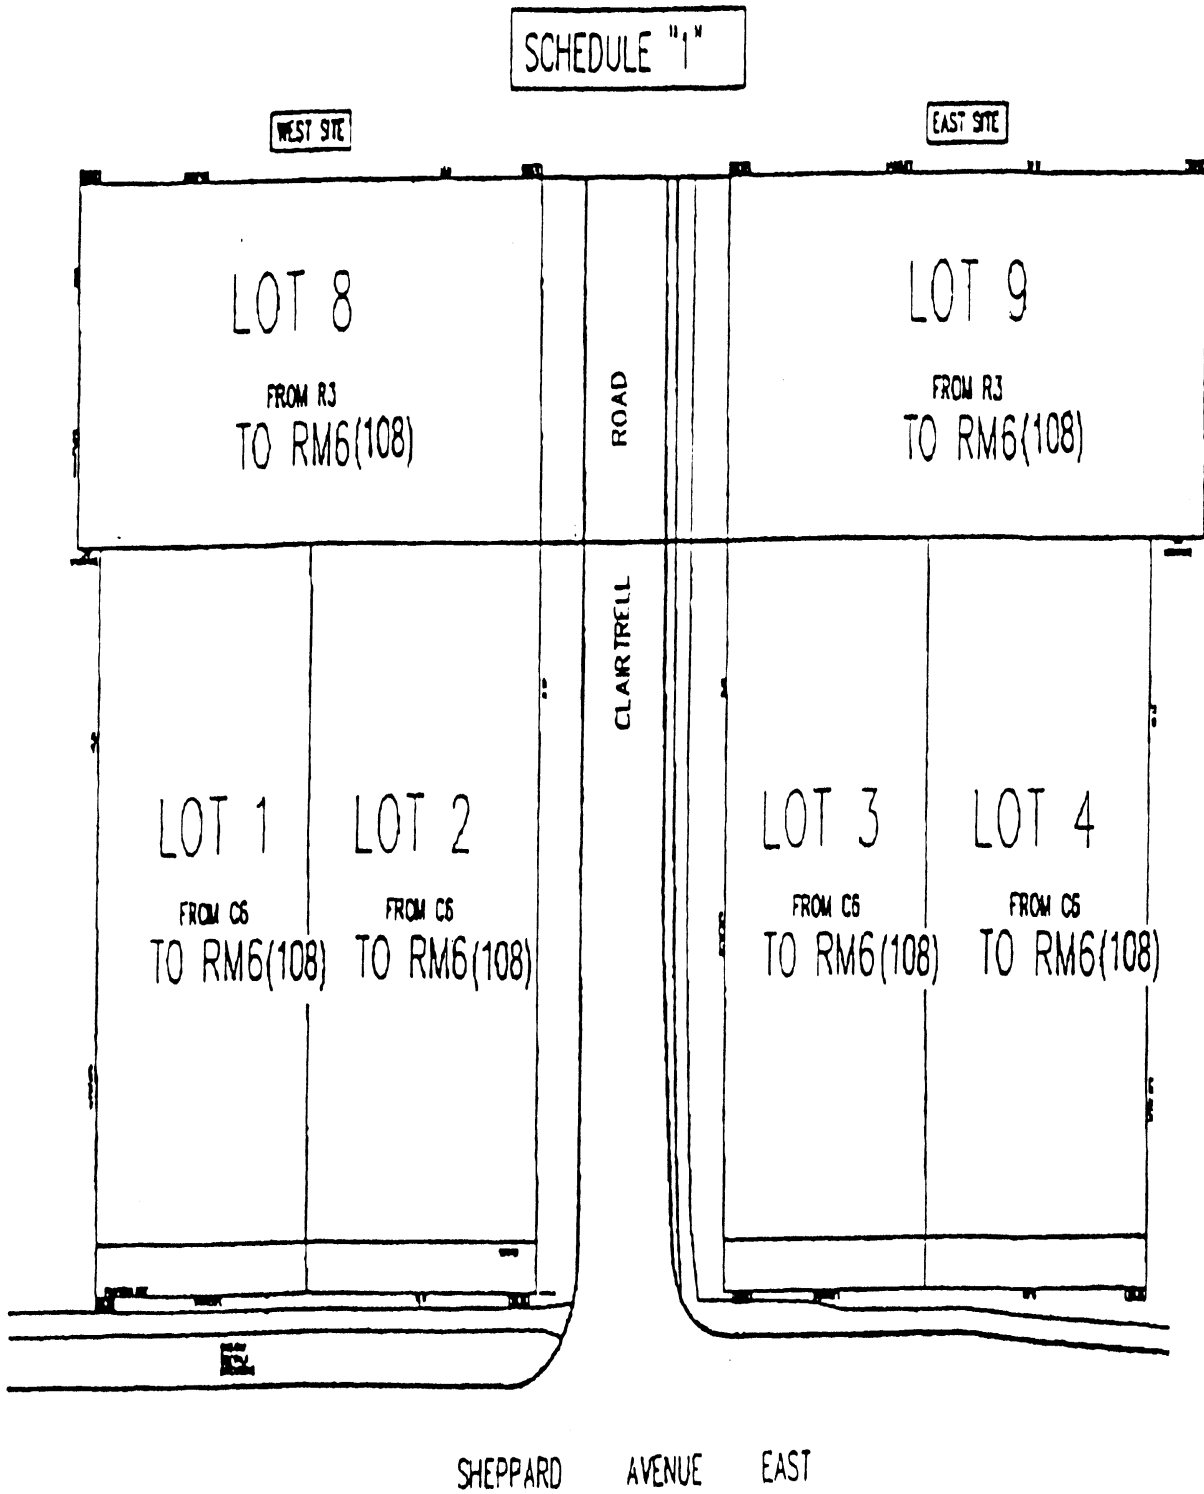 SCHEDULE "1"
WEST SITE
EAST SITE
LOT 8
FROM R3
TO RM6(108)
LOT 9
FROM R3
TO RM6(108)
CLAIRTRELL ROAD
LOT 1
FROM C6
TO RM6(108)
LOT 2
FROM C6
TO RM6(108)
LOT 3
FROM C6
TO RM6(108)
LOT 4
FROM C6
TO RM6(108)
SHEPPARD AVENUE EAST